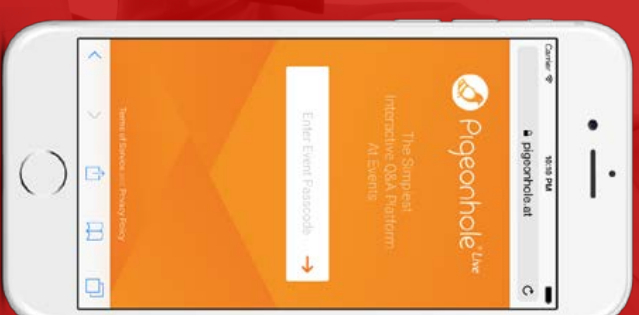 Carrier 10:10 PM
pigeonhole.at
Pigeonhole Live
The Simplest
Interactive Q&A Platform
At Events
Enter Event Passcode
Terms of Service and Privacy Policy